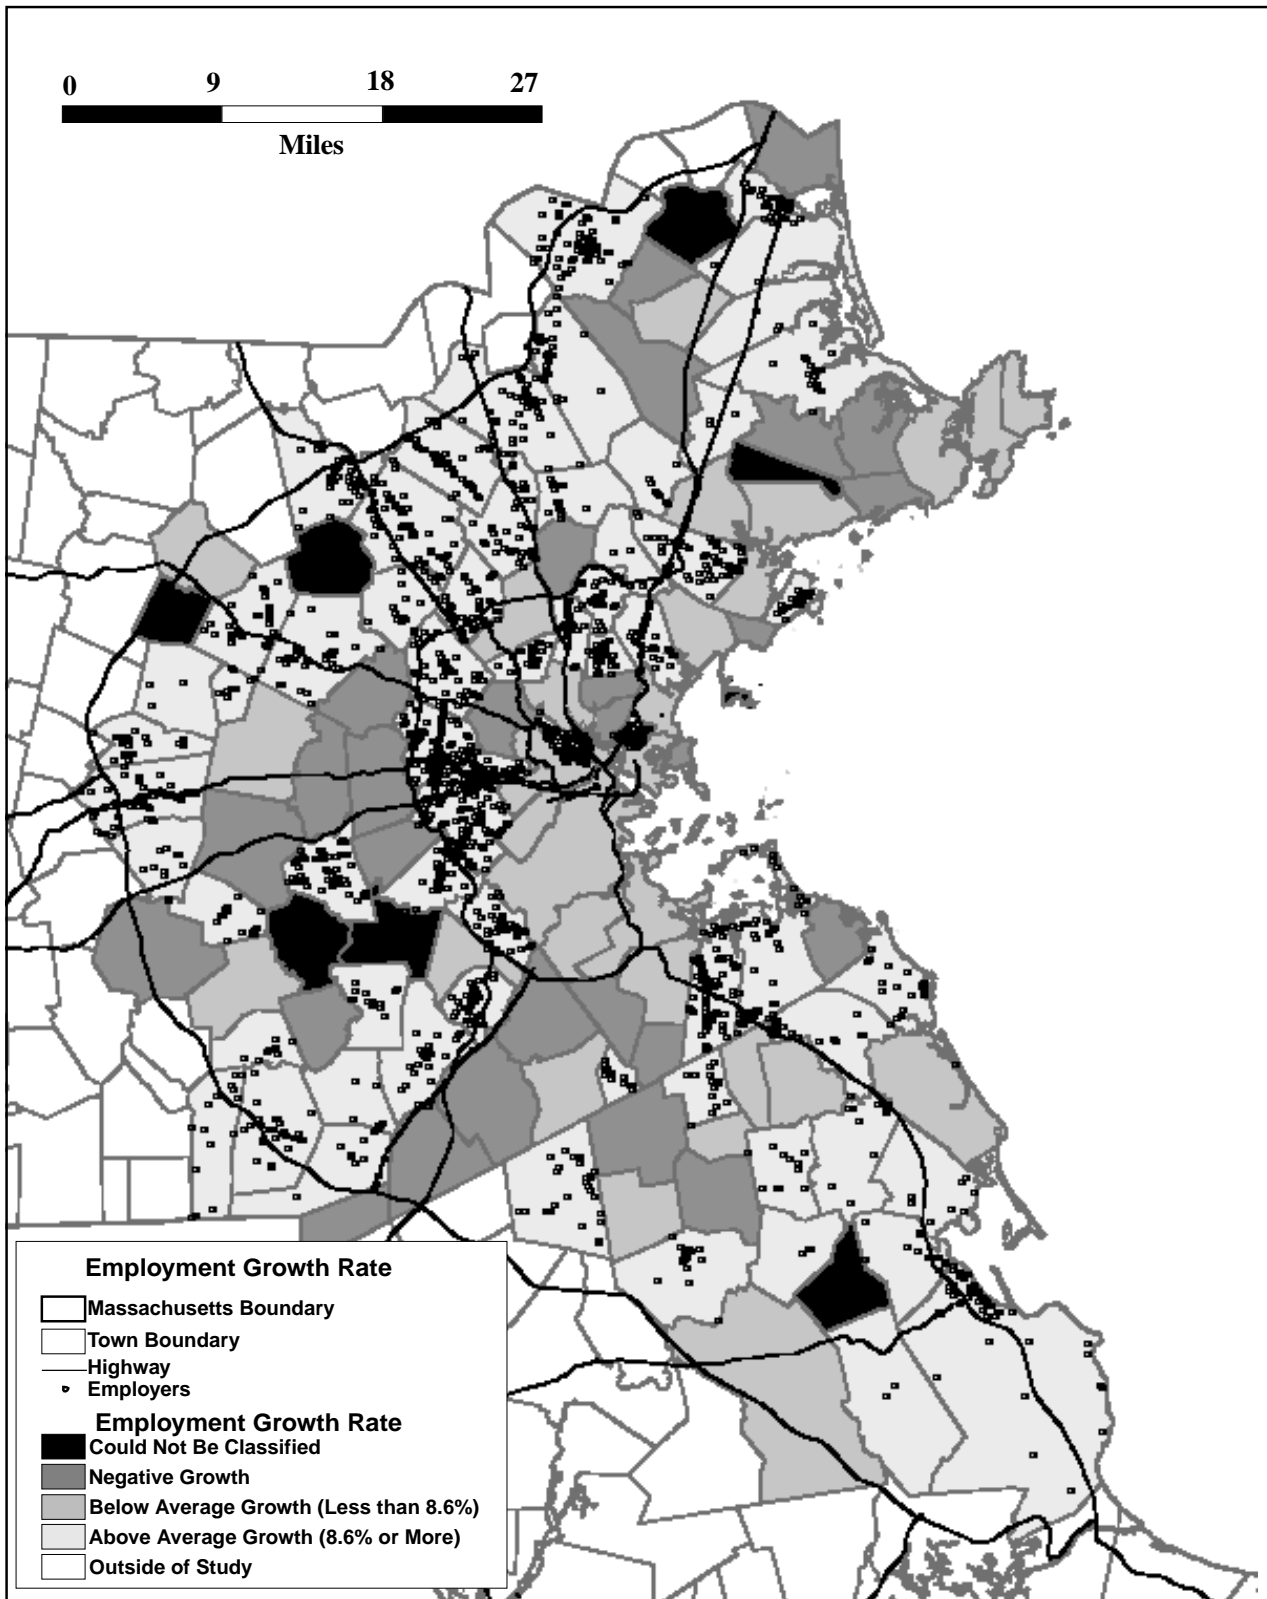 0 9 18 27
Miles
Employment Growth Rate
Massachusetts Boundary
Town Boundary
Highway
Employers
Employment Growth Rate
Could Not Be Classified
Negative Growth
Below Average Growth (Less than 8.6%)
Above Average Growth (8.6% or More)
Outside of Study